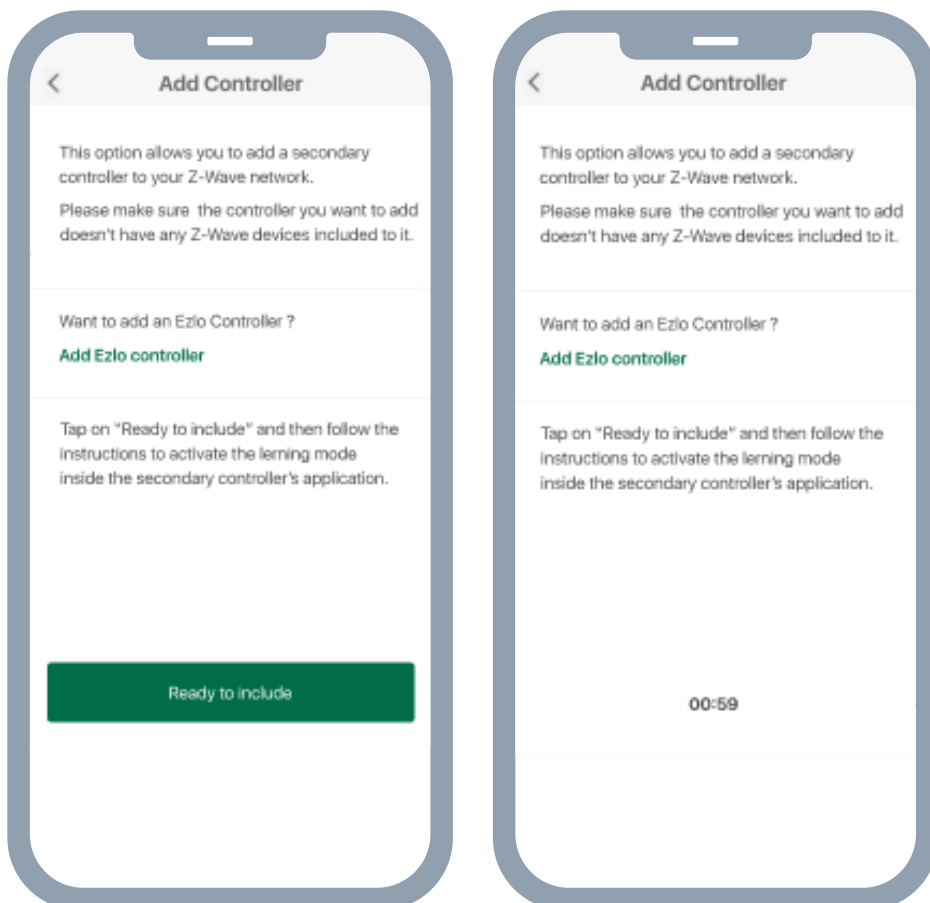 Add Controller
This option allows you to add a secondary
controller to your Z-Wave network.
Please make sure the controller you want to add
doesn't have any Z-Wave devices included to it.
Want to add an Ezlo Controller ?
Add Ezlo controller
Tap on "Ready to include" and then follow the
instructions to activate the lerning mode
inside the secondary controller's application.
Ready to include
Add Controller
This option allows you to add a secondary
controller to your Z-Wave network.
Please make sure the controller you want to add
doesn't have any Z-Wave devices included to it.
Want to add an Ezlo Controller ?
Add Ezlo controller
Tap on "Ready to include" and then follow the
instructions to activate the lerning mode
inside the secondary controller's application.
00:59